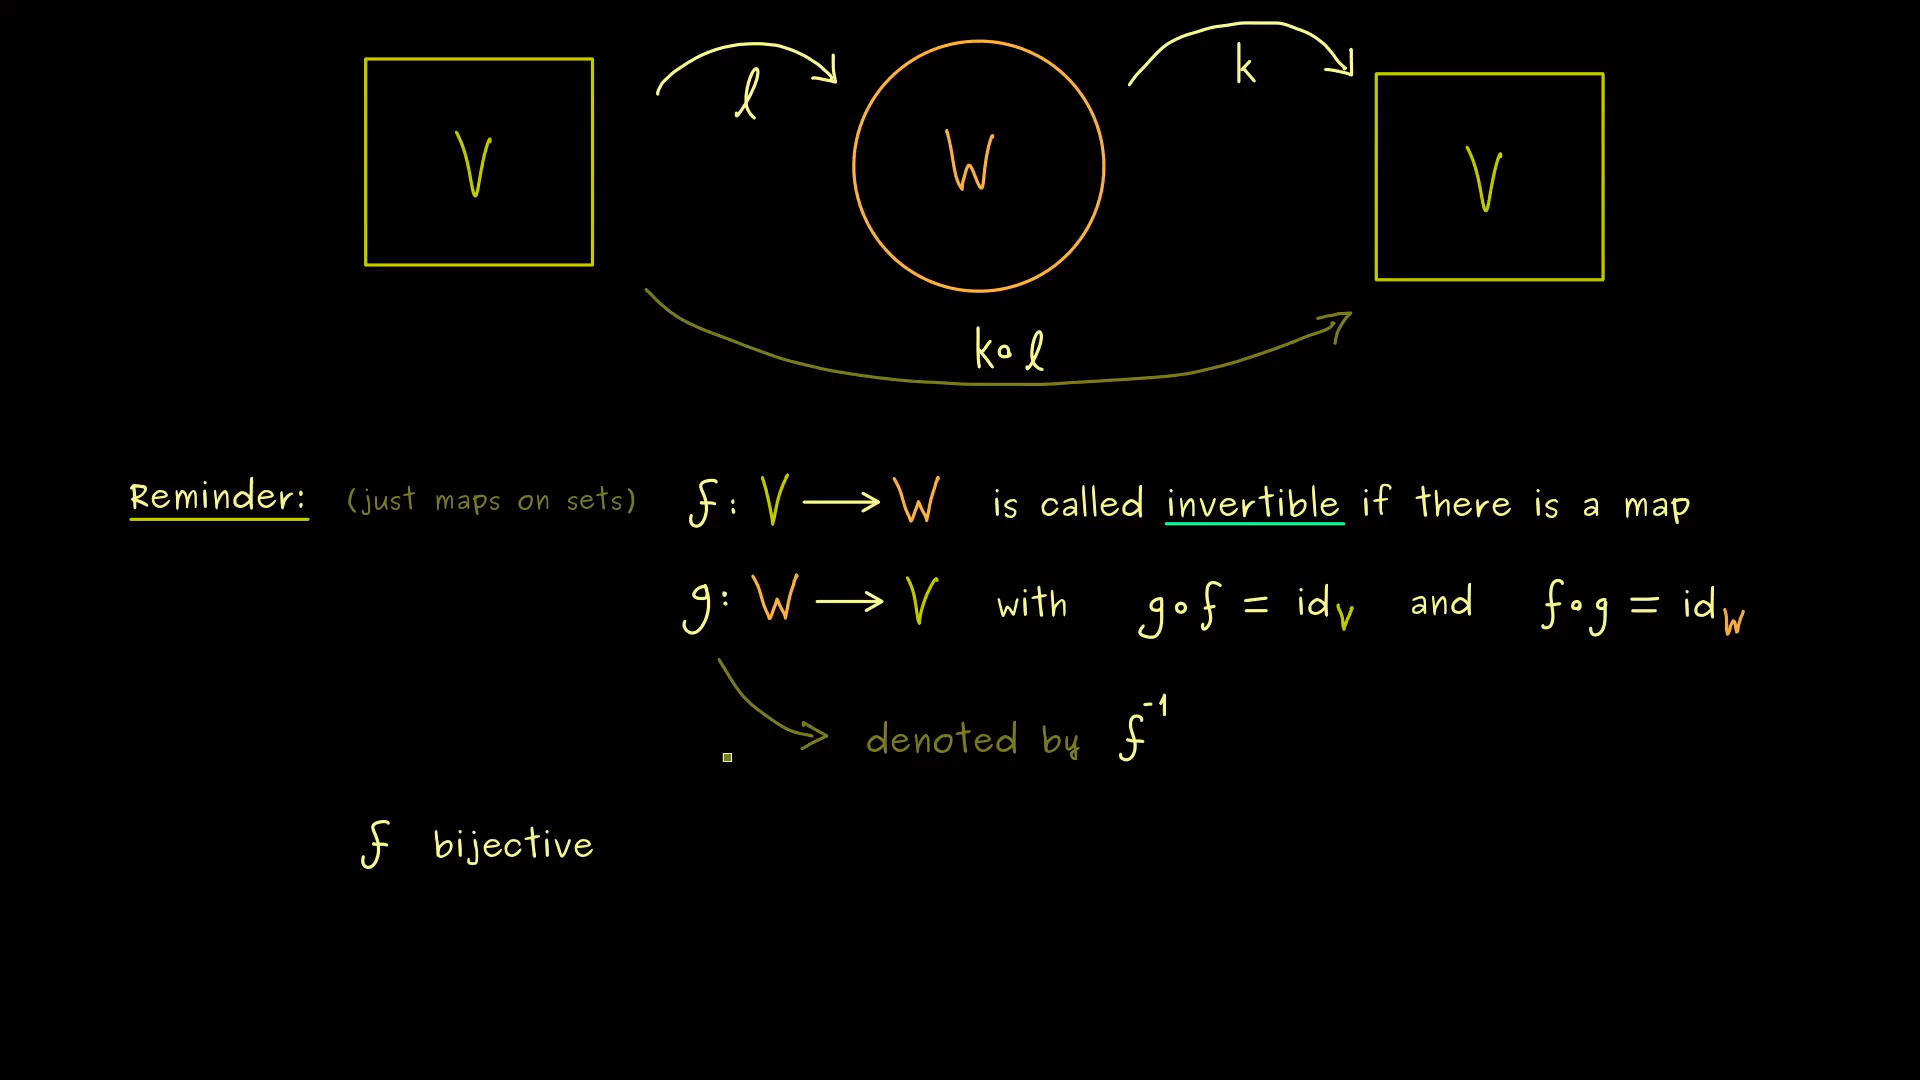 V ℓ W k V
k∘ℓ
Reminder: (just maps on sets) f: V ⟶ W is called invertible if there is a map
g: W ⟶ V with g∘f = id_V and f∘g = id_W
denoted by f⁻¹
f bijective